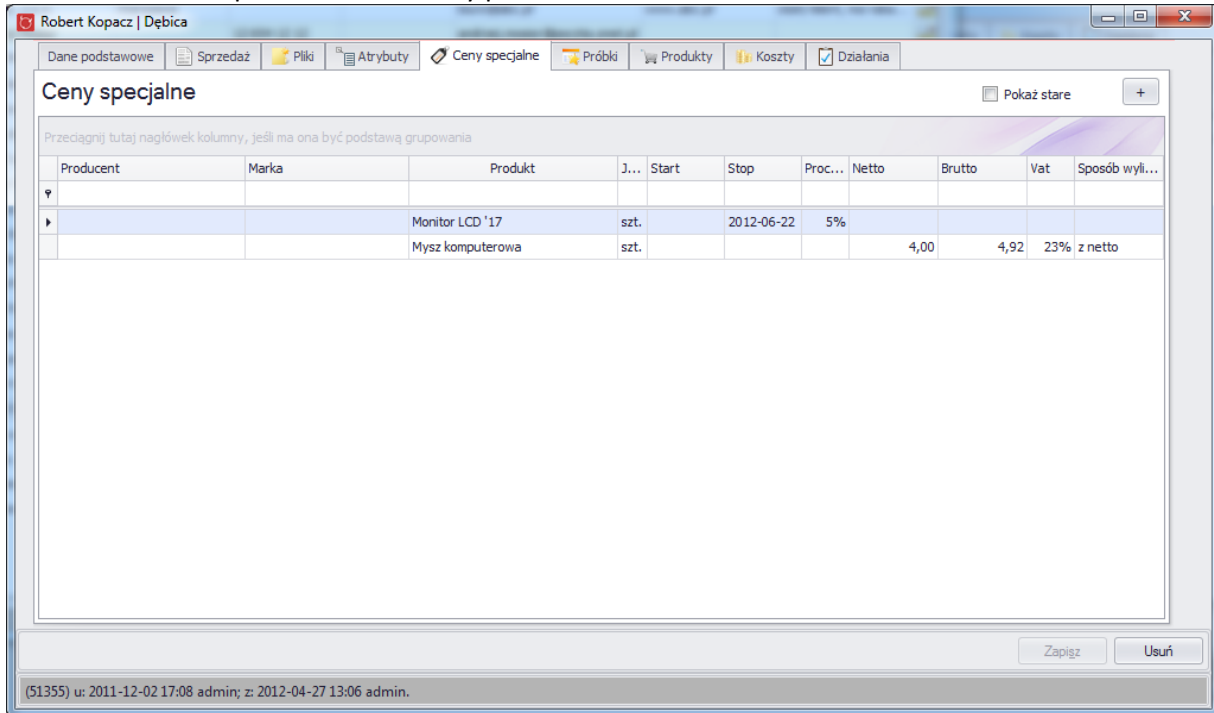 Robert Kopacz | Dębica
Dane podstawowe Sprzedaż Pliki Atrybuty Ceny specjalne Próbki Produkty Koszty Działania
Ceny specjalne
Pokaż stare +
Przeciągnij tutaj nagłówek kolumny, jeśli ma ona być podstawą grupowania
Producent Marka Produkt J... Start Stop Proc... Netto Brutto Vat Sposób wyli...
Monitor LCD '17 szt. 2012-06-22 5%
Mysz komputerowa szt. 4,00 4,92 23% z netto
Zapisz Usuń
(51355) u: 2011-12-02 17:08 admin; z: 2012-04-27 13:06 admin.